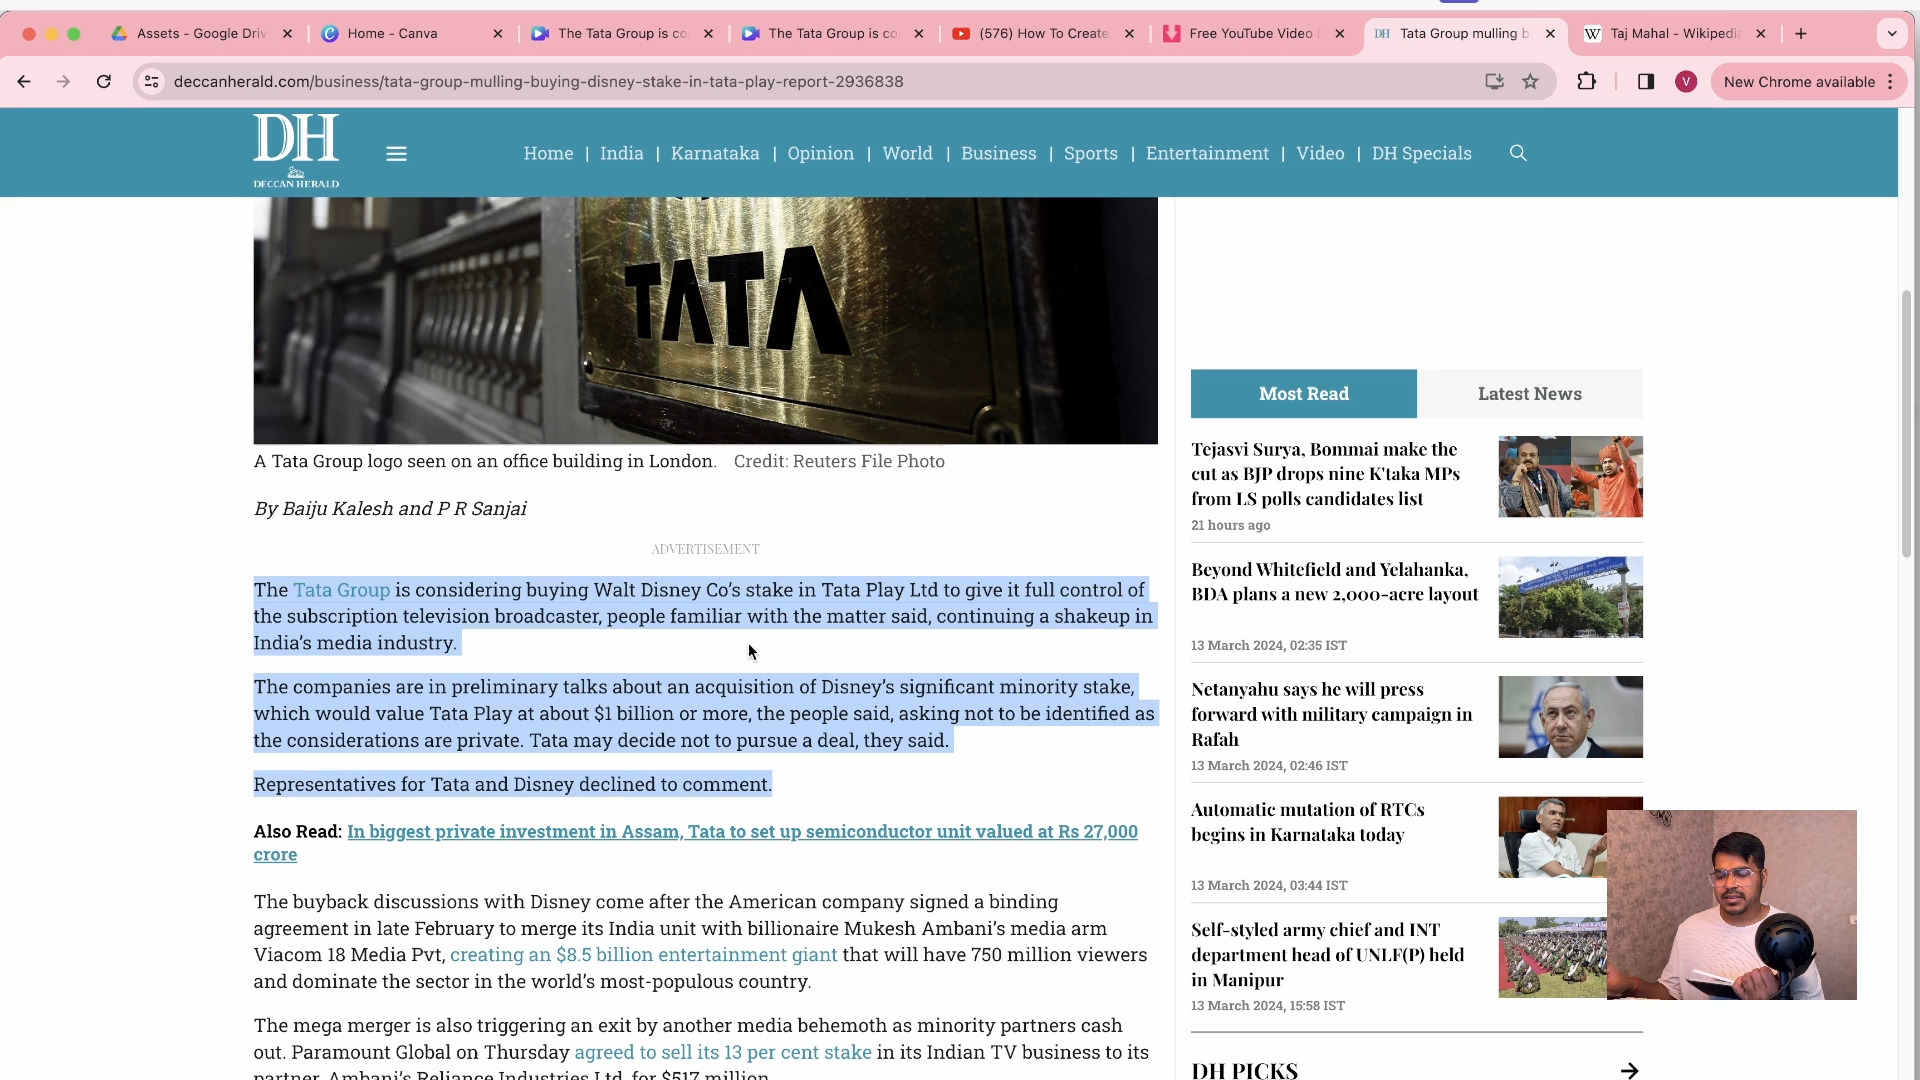 Assets - Google Driv
Home - Canva
The Tata Group is co
The Tata Group is co
(576) How To Create
Free YouTube Video
DH Tata Group mulling b
W Taj Mahal - Wikipedi
deccanherald.com/business/tata-group-mulling-buying-disney-stake-in-tata-play-report-2936838
V
New Chrome available
DH
DECCAN HERALD
Home | India | Karnataka | Opinion | World | Business | Sports | Entertainment | Video | DH Specials
TATA
A Tata Group logo seen on an office building in London. Credit: Reuters File Photo
By Baiju Kalesh and P R Sanjai
ADVERTISEMENT
The Tata Group is considering buying Walt Disney Co’s stake in Tata Play Ltd to give it full control of
the subscription television broadcaster, people familiar with the matter said, continuing a shakeup in
India’s media industry.
The companies are in preliminary talks about an acquisition of Disney’s significant minority stake,
which would value Tata Play at about $1 billion or more, the people said, asking not to be identified as
the considerations are private. Tata may decide not to pursue a deal, they said.
Representatives for Tata and Disney declined to comment.
Also Read: In biggest private investment in Assam, Tata to set up semiconductor unit valued at Rs 27,000
crore
The buyback discussions with Disney come after the American company signed a binding
agreement in late February to merge its India unit with billionaire Mukesh Ambani’s media arm
Viacom 18 Media Pvt, creating an $8.5 billion entertainment giant that will have 750 million viewers
and dominate the sector in the world’s most-populous country.
The mega merger is also triggering an exit by another media behemoth as minority partners cash
out. Paramount Global on Thursday agreed to sell its 13 per cent stake in its Indian TV business to its
partner, Ambani’s Reliance Industries Ltd, for $517 million.
Most Read
Latest News
Tejasvi Surya, Bommai make the
cut as BJP drops nine K'taka MPs
from LS polls candidates list
21 hours ago
Beyond Whitefield and Yelahanka,
BDA plans a new 2,000-acre layout
13 March 2024, 02:35 IST
Netanyahu says he will press
forward with military campaign in
Rafah
13 March 2024, 02:46 IST
Automatic mutation of RTCs
begins in Karnataka today
13 March 2024, 03:44 IST
Self-styled army chief and INT
department head of UNLF(P) held
in Manipur
13 March 2024, 15:58 IST
DH PICKS